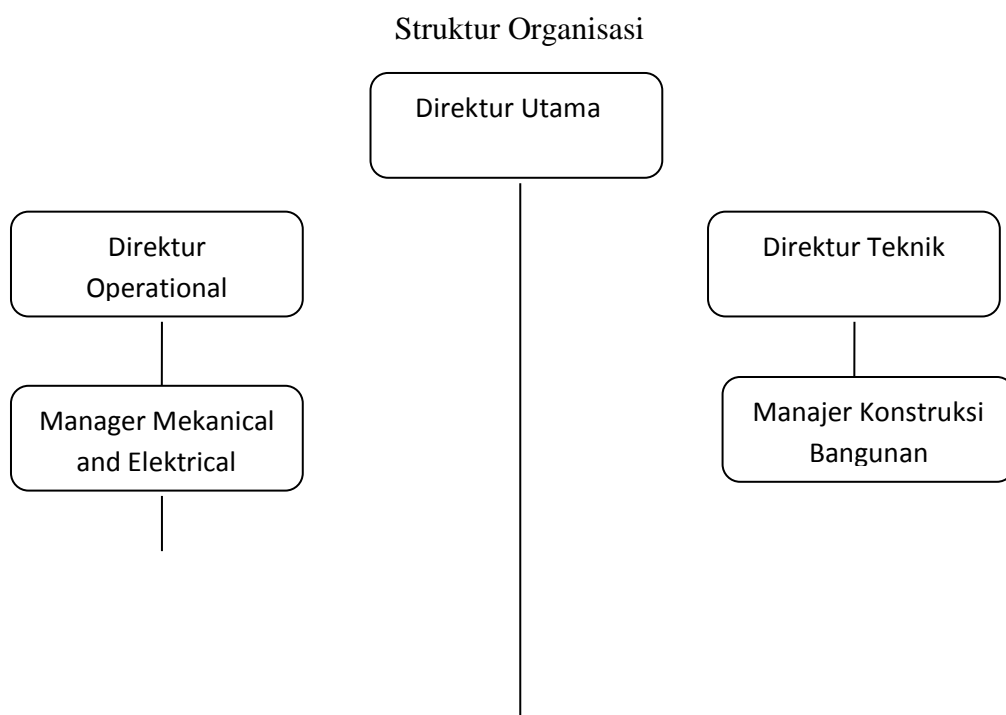 Struktur Organisasi
Direktur Utama
Direktur
Operational
Direktur Teknik
Manager Mekanical
and Elektrical
Manajer Konstruksi
Bangunan